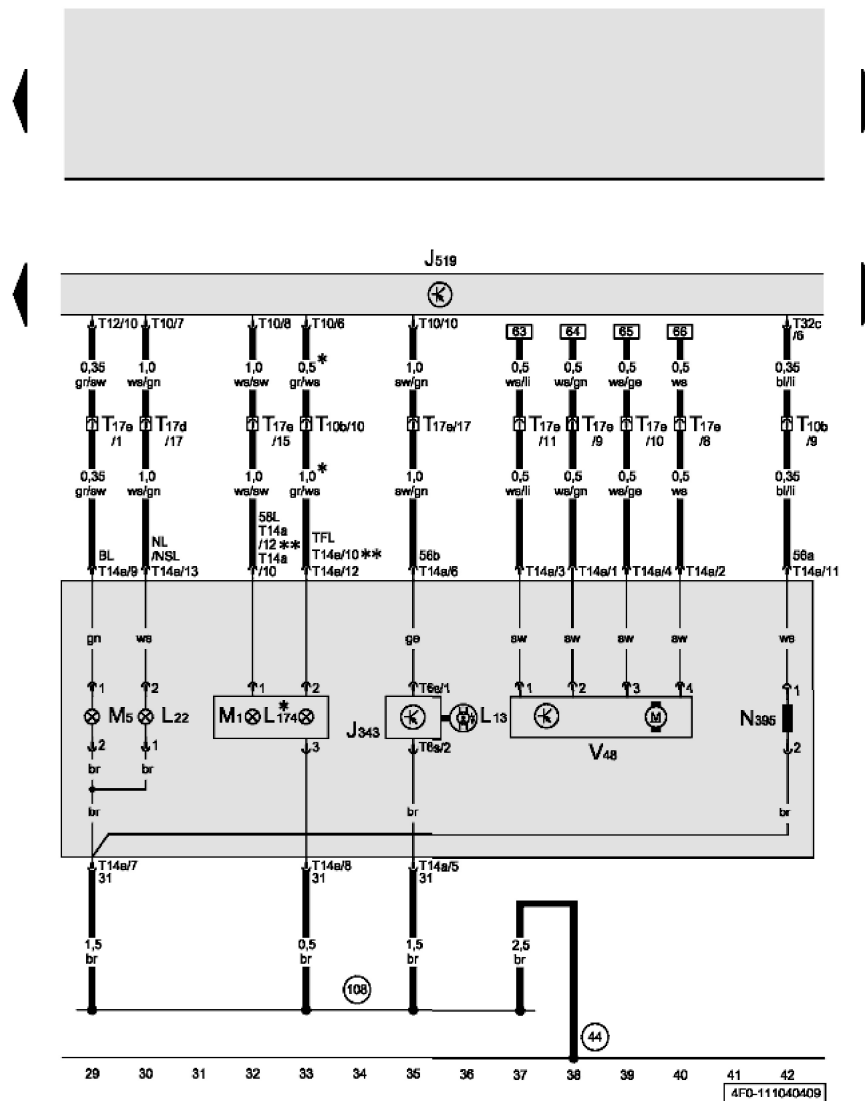 J519
T12/10 T10/7 T10/8 T10/6 T10/10 63 64 65 66 T32c
/6
0,35 1,0 1,0 0,5 * 1,0 0,5 0,5 0,5 0,5 0,35
gr/sw ws/gn ws/sw gr/ws sw/gn ws/li ws/gn ws/ge ws bl/li
T17e T17d T17e T10b/10 T17e/17 T17e T17e T17e T17e T10b
/1 /17 /15 /11 /9 /10 /8 /9
0,35 1,0 1,0 1,0 * 1,0 0,5 0,5 0,5 0,5 0,35
gr/sw ws/gn ws/sw gr/ws sw/gn ws/li ws/gn ws/ge ws bl/li
58L
T14a
NL /12 ** TFL
BL /NSL T14a T14a/10 ** 56b 56a
T14a/9 T14a/13 /10 T14a/12 T14a/6 T14a/3 T14a/1 T14a/4 T14a/2 T14a/11
gn ws ge sw sw sw sw ws
1 2 1 2 T6e/1 1 2 3 4 1
M5 L22 M1 L174 * J343 L13 M V48 N395
2 1 3 T6e/2 2
br br
br br br
T14a/7 T14a/8 T14a/5
31 31 31
1,5 0,5 1,5 2,5
br br br br
108
44
29 30 31 32 33 34 35 36 37 38 39 40 41 42
4F0-111040409